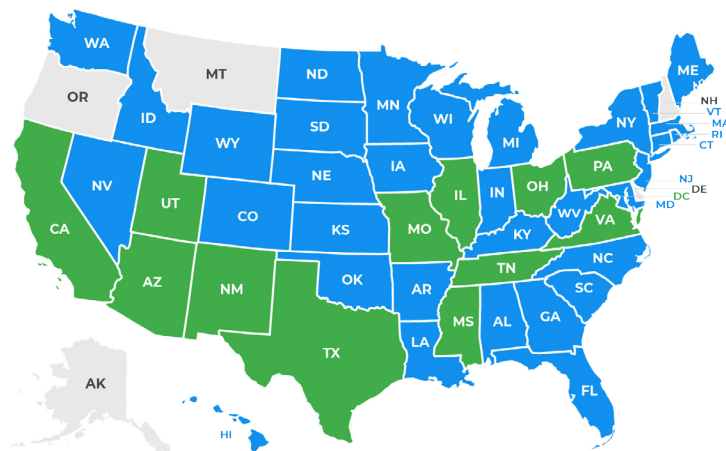 WA
MT
ND
ME
OR
MN
NH
ID
SD
WI
VT
NY
MA
WY
MI
RI
CT
IA
NE
PA
NV
IL
OH
NJ
UT
IN
DE
CO
DC
MD
CA
KS
MO
WV
VA
KY
NC
TN
AZ
NM
OK
AR
SC
MS
AL
GA
LA
TX
AK
FL
HI